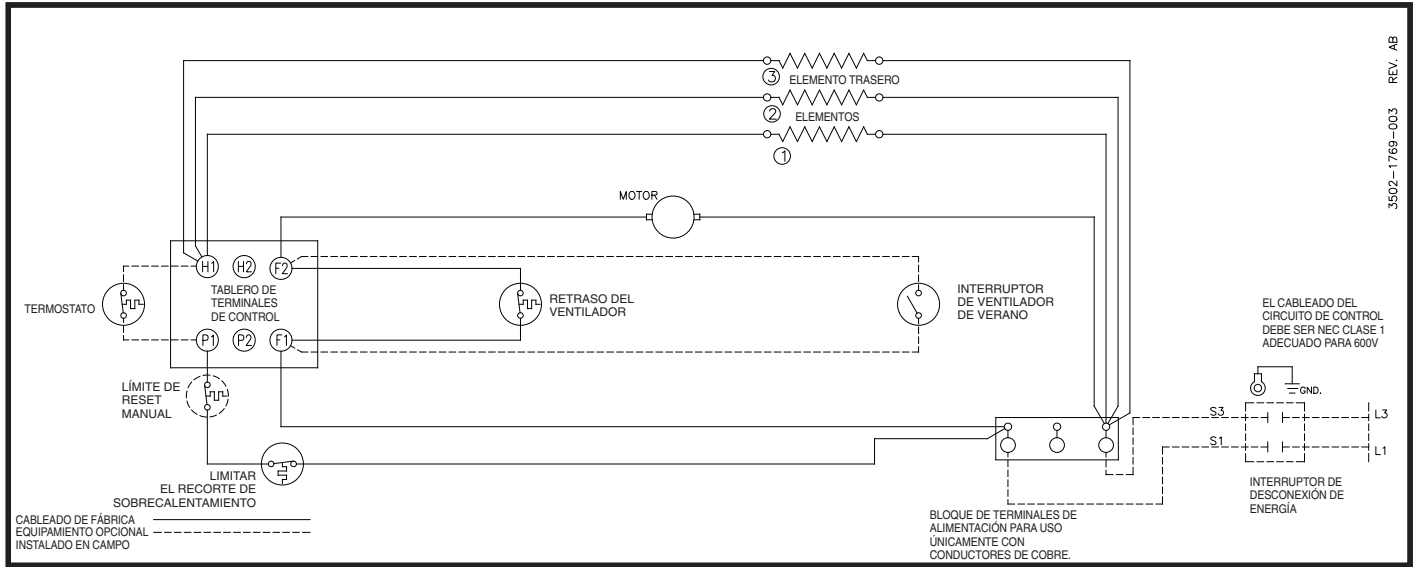 3502-1769-003 REV. AB
3
ELEMENTO TRASERO
2
ELEMENTOS
1
MOTOR
H1
H2
F2
TABLERO DE
TERMINALES
DE CONTROL
P1
P2
F1
TERMOSTATO
RETRASO DEL
VENTILADOR
INTERRUPTOR
DE VENTILADOR
DE VERANO
EL CABLEADO DEL
CIRCUITO DE CONTROL
DEBE SER NEC CLASE 1
ADECUADO PARA 600V
GND.
LÍMITE DE
RESET
MANUAL
S3
L3
S1
L1
LIMITAR
EL RECORTE DE
SOBRECALENTAMIENTO
INTERRUPTOR DE
DESCONEXIÓN DE
ENERGÍA
BLOQUE DE TERMINALES DE
ALIMENTACIÓN PARA USO
ÚNICAMENTE CON
CONDUCTORES DE COBRE.
CABLEADO DE FÁBRICA
EQUIPAMIENTO OPCIONAL
INSTALADO EN CAMPO